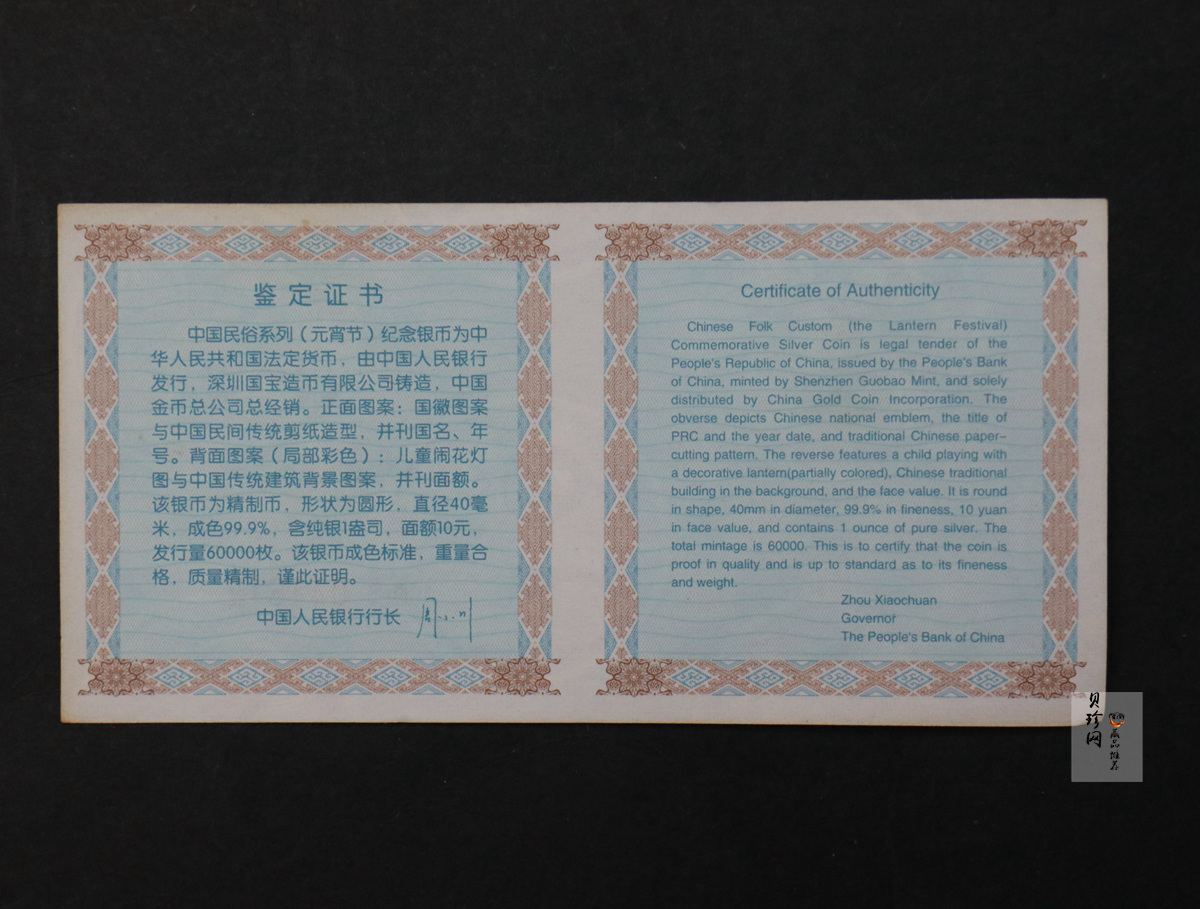 鉴定证书
中国民俗系列（元宵节）纪念银币为中
华人民共和国法定货币，由中国人民银行
发行，深圳国宝造币有限公司铸造，中国
金币总公司总经销。正面图案：国徽图案
与中国民间传统剪纸造型，并刊国名、年
号。背面图案（局部彩色）：儿童闹花灯
图与中国传统建筑背景图案，并刊面额。
该银币为精制币，形状为圆形，直径40毫
米，成色99.9%，含纯银1盎司，面额10元，
发行量60000枚。该银币成色标准，重量合
格，质量精制，谨此证明。
中国人民银行行长
Certificate of Authenticity
Chinese Folk Custom (the Lantern Festival)
Commemorative Silver Coin is legal tender of the
People's Republic of China, issued by the People's Bank
of China, minted by Shenzhen Guobao Mint, and solely
distributed by China Gold Coin Incorporation. The
obverse depicts Chinese national emblem, the title of
PRC and the year date, and traditional Chinese paper-
cutting pattern. The reverse features a child playing with
a decorative lantern(partially colored), Chinese traditional
building in the background, and the face value. It is round
in shape, 40mm in diameter, 99.9% in fineness, 10 yuan
in face value, and contains 1 ounce of pure silver. The
total mintage is 60000. This is to certify that the coin is
proof in quality and is up to standard as to its fineness
and weight.
Zhou Xiaochuan
Governor
The People's Bank of China
贝珍网
藏品推荐